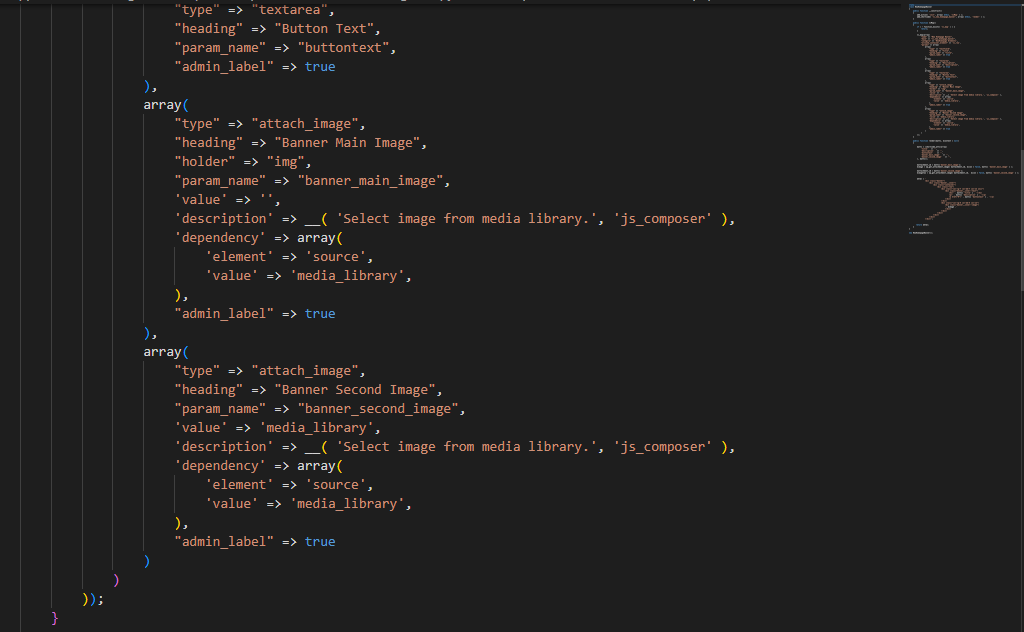 "type" => "textarea",
"heading" => "Button Text",
"param_name" => "buttontext",
"admin_label" => true
),
array(
"type" => "attach_image",
"heading" => "Banner Main Image",
"holder" => "img",
"param_name" => "banner_main_image",
'value' => '',
'description' => __( 'Select image from media library.', 'js_composer' ),
'dependency' => array(
'element' => 'source',
'value' => 'media_library',
),
"admin_label" => true
),
array(
"type" => "attach_image",
"heading" => "Banner Second Image",
"param_name" => "banner_second_image",
'value' => 'media_library',
'description' => __( 'Select image from media library.', 'js_composer' ),
'dependency' => array(
'element' => 'source',
'value' => 'media_library',
),
"admin_label" => true
)
)
));
}